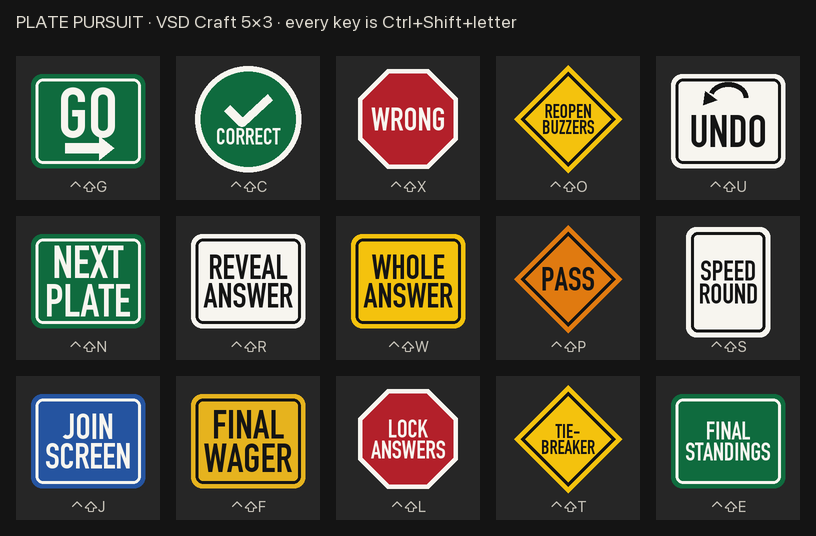 PLATE PURSUIT · VSD Craft 5×3 · every key is Ctrl+Shift+letter
GO
^⇧G
CORRECT
^⇧C
WRONG
^⇧X
REOPEN
BUZZERS
^⇧O
UNDO
^⇧U
NEXT
PLATE
^⇧N
REVEAL
ANSWER
^⇧R
WHOLE
ANSWER
^⇧W
PASS
^⇧P
SPEED
ROUND
^⇧S
JOIN
SCREEN
^⇧J
FINAL
WAGER
^⇧F
LOCK
ANSWERS
^⇧L
TIE-
BREAKER
^⇧T
FINAL
STANDINGS
^⇧E